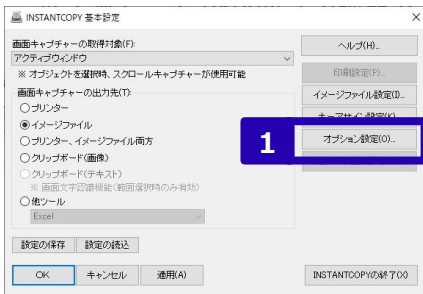 INSTANTCOPY 基本設定
画面キャプチャーの取得対象(F):
アクティブウィンドウ
※ オブジェクトを選択時、スクロールキャプチャーが使用可能
画面キャプチャーの出力先(T):
プリンター
イメージファイル
プリンター、イメージファイル両方
クリップボード(画像)
クリップボード(テキスト)
※ 画面文字認識機能(範囲選択時のみ有効)
他ツール
Excel
設定の保存 設定の読込
OK キャンセル 適用(A)
ヘルプ(H)...
印刷設定(P)...
イメージファイル設定(I)...
キーアサイン設定(K)...
1
オプション設定(O)...
INSTANTCOPYの終了(X)